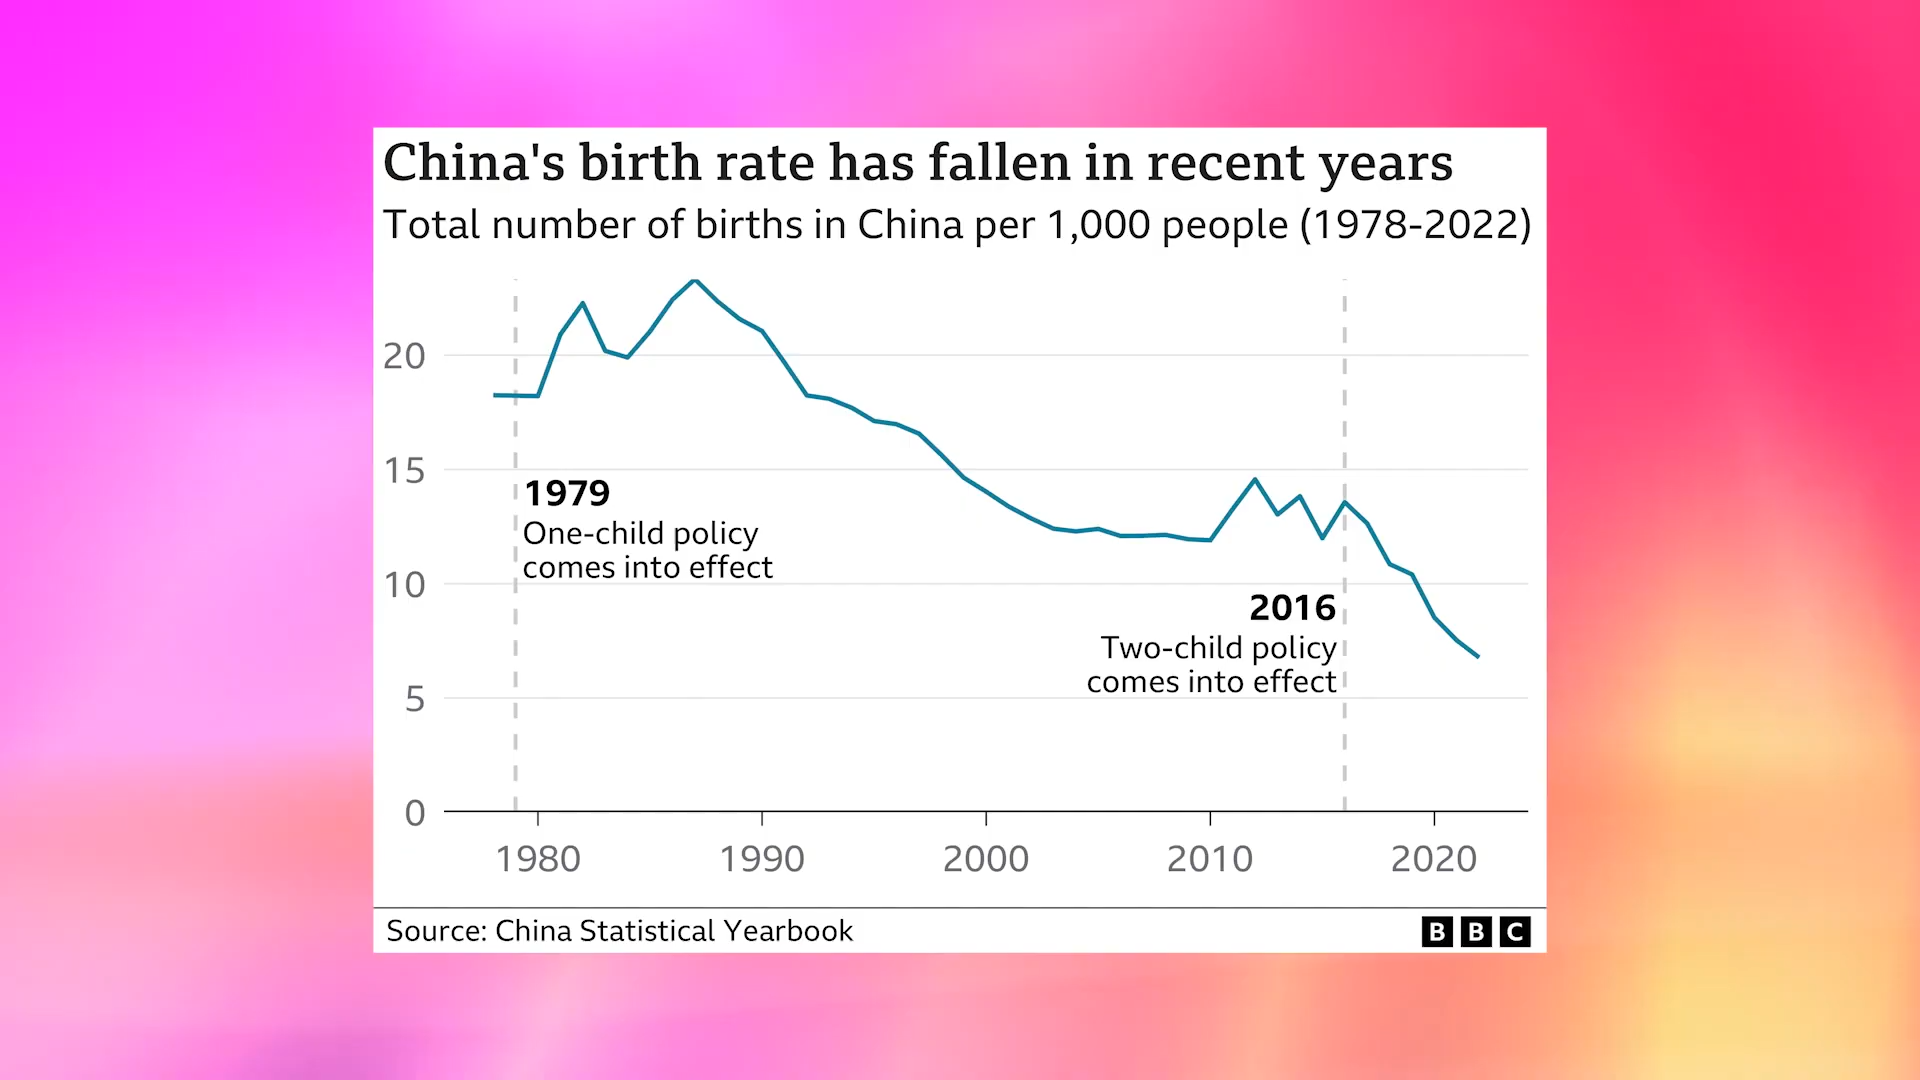 China's birth rate has fallen in recent years
Total number of births in China per 1,000 people (1978-2022)
20
15
10
5
0
1979
One-child policy
comes into effect
2016
Two-child policy
comes into effect
1980 1990 2000 2010 2020
Source: China Statistical Yearbook
BBC